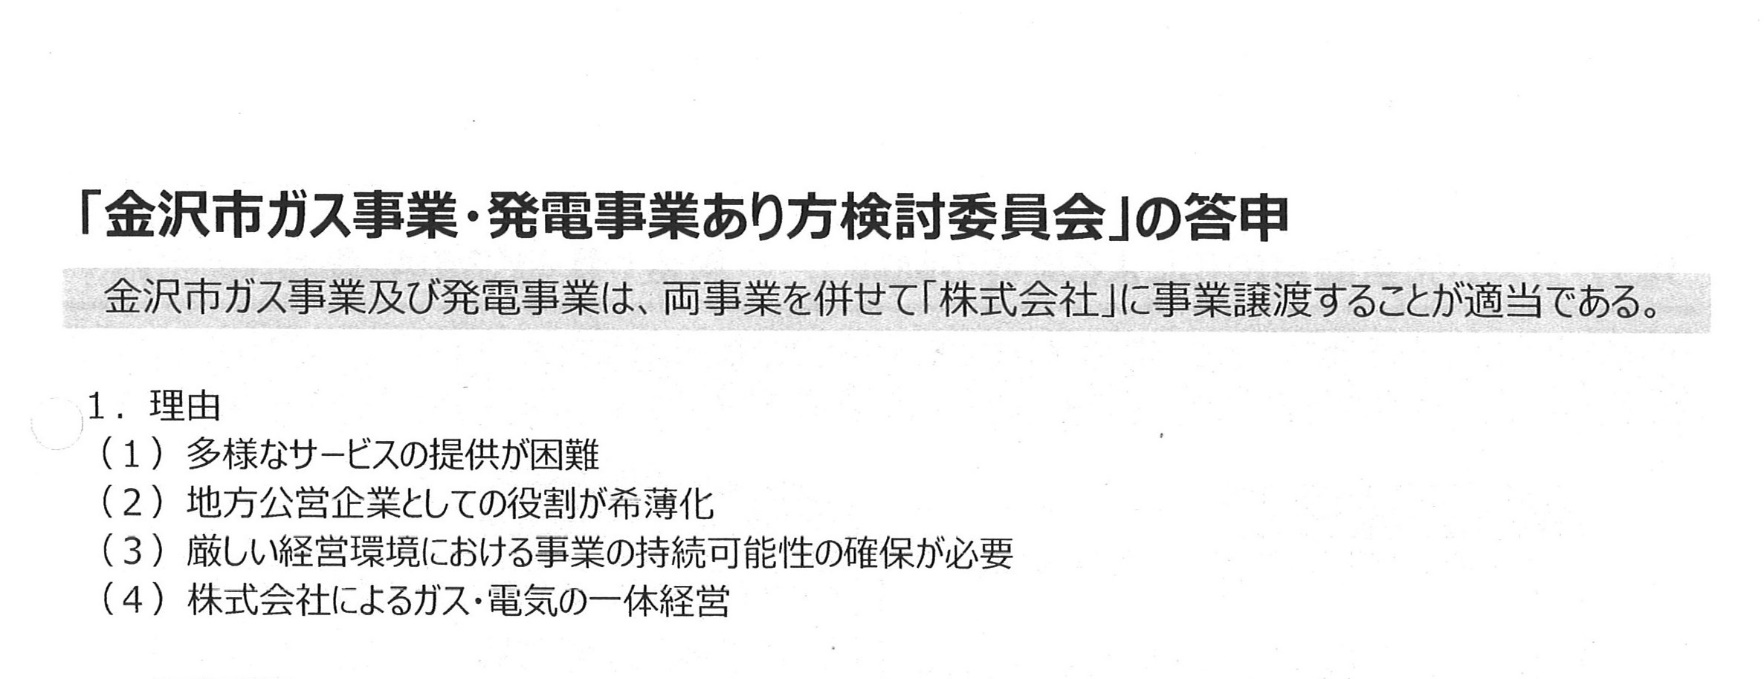 「金沢市ガス事業・発電事業あり方検討委員会」の答申
金沢市ガス事業及び発電事業は、両事業を併せて「株式会社」に事業譲渡することが適当である。
１．理由
（１）多様なサービスの提供が困難
（２）地方公営企業としての役割が希薄化
（３）厳しい経営環境における事業の持続可能性の確保が必要
（４）株式会社によるガス・電気の一体経営